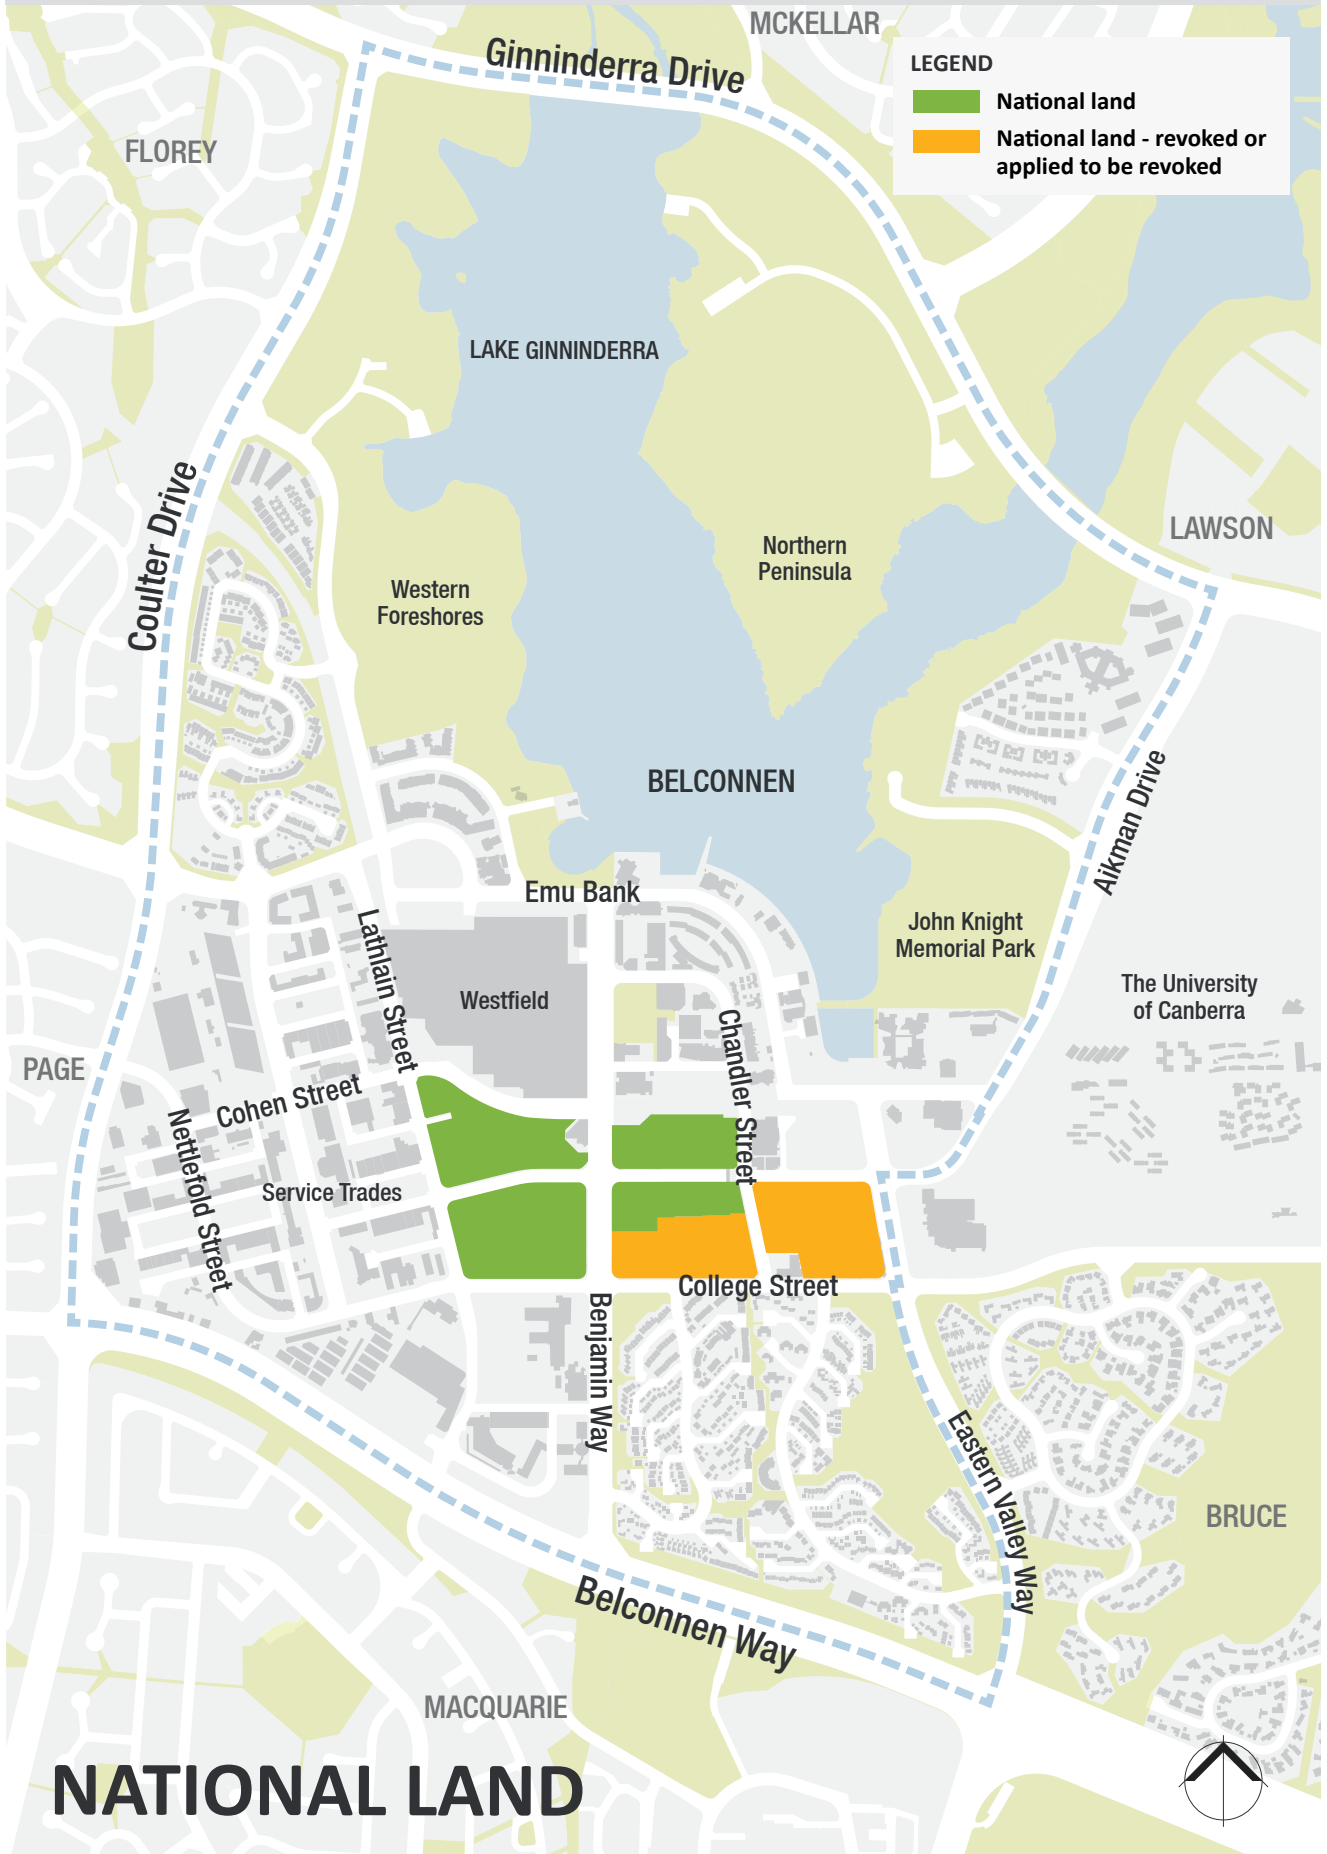 MCKELLAR
Ginninderra Drive
LEGEND
National land
National land - revoked or
applied to be revoked
FLOREY
LAKE GINNINDERRA
Coulter Drive
LAWSON
Northern
Peninsula
Western
Foreshores
BELCONNEN
Aikman Drive
Emu Bank
Lathlain Street
John Knight
Memorial Park
Westfield
The University
of Canberra
Chandler Street
PAGE
Cohen Street
Nettlefold Street
Service Trades
College Street
Benjamin Way
Eastern Valley Way
BRUCE
Belconnen Way
MACQUARIE
NATIONAL LAND